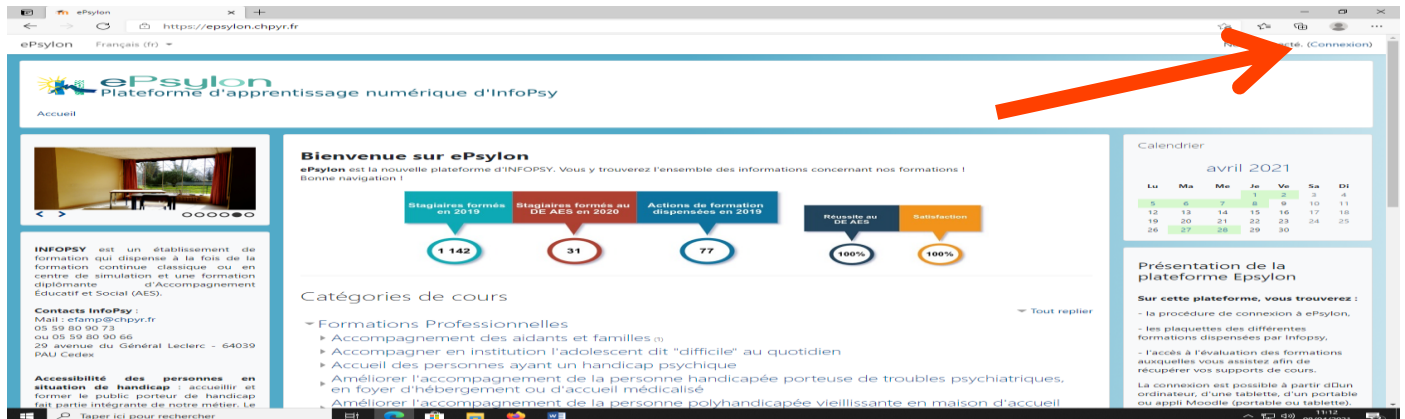 ePsylon
https://epsylon.chpyr.fr
ePsylon Français (fr)
(Connexion)
ePsylon
Plateforme d'apprentissage numérique d'InfoPsy
Accueil
INFOPSY est un établissement de
formation qui dispense à la fois de la
formation continue classique ou en
centre de simulation et une formation
diplômante d'Accompagnement
Éducatif et Social (AES).
Contacts InfoPsy :
Mail : efamp@chpyr.fr
05 59 80 90 73
ou 05 59 80 90 66
29 avenue du Général Leclerc - 64039
PAU Cedex
Accessibilité des personnes en
situation de handicap : accueillir et
former le public porteur de handicap
fait partie intégrante de notre métier. Le
Bienvenue sur ePsylon
ePsylon est la nouvelle plateforme d'INFOPSY. Vous y trouverez l'ensemble des informations concernant nos formations !
Bonne navigation !
Stagiaires formés
en 2019
1 142
Stagiaires formés au
DE AES en 2020
31
Actions de formation
dispensées en 2019
77
Réussite au
DE AES
100%
Satisfaction
100%
Catégories de cours
Tout replier
Formations Professionnelles
Accompagnement des aidants et familles (1)
Accompagner en institution l'adolescent dit "difficile" au quotidien
Accueil des personnes ayant un handicap psychique
Améliorer l'accompagnement de la personne handicapée porteuse de troubles psychiatriques,
en foyer d'hébergement ou d'accueil médicalisé
Améliorer l'accompagnement de la personne polyhandicapée vieillissante en maison d'accueil
Calendrier
avril 2021
Lu Ma Me Je Ve Sa Di
1 2 3 4
5 6 7 8 9 10 11
12 13 14 15 16 17 18
19 20 21 22 23 24 25
26 27 28 29 30
Présentation de la
plateforme Epsylon
Sur cette plateforme, vous trouverez :
- la procédure de connexion à ePsylon,
- les plaquettes des différentes
formations dispensées par Infopsy,
- l'accès à l'évaluation des formations
auxquelles vous assistez afin de
récupérer vos supports de cours.
La connexion est possible à partir d'un
ordinateur, d'une tablette, d'un portable
ou appli Moodle (portable ou tablette).
Taper ici pour rechercher
11:12